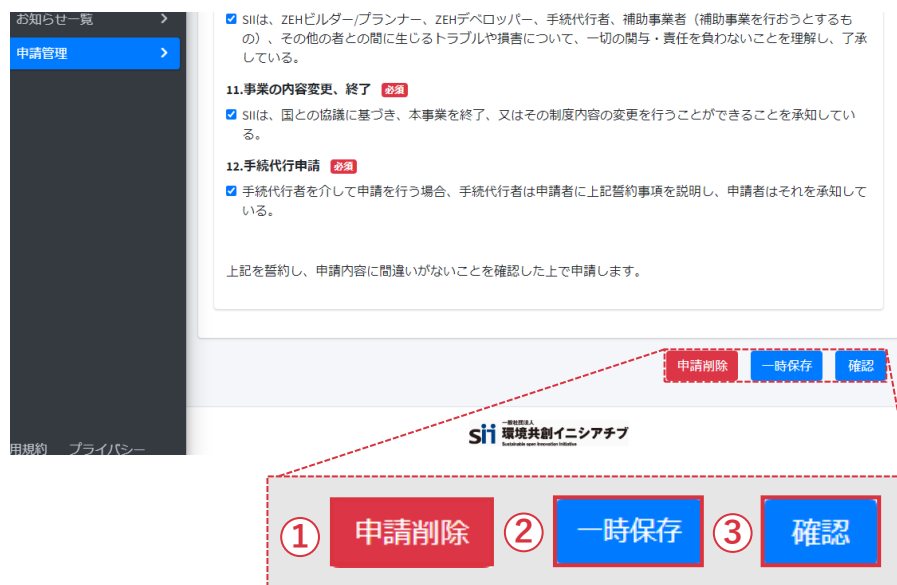 お知らせ一覧
申請管理
SIIは、ZEHビルダー/プランナー、ZEHデベロッパー、手続代行者、補助事業者（補助事業を行おうとするも
の）、その他の者との間に生じるトラブルや損害について、一切の関与・責任を負わないことを理解し、了承
している。
11.事業の内容変更、終了 必須
SIIは、国との協議に基づき、本事業を終了、又はその制度内容の変更を行うことができることを承知してい
る。
12.手続代行申請 必須
手続代行者を介して申請を行う場合、手続代行者は申請者に上記誓約事項を説明し、申請者はそれを承知して
いる。
上記を誓約し、申請内容に間違いがないことを確認した上で申請します。
申請削除 一時保存 確認
用規約 プライバシー
sii 一般社団法人
環境共創イニシアチブ
Sustainable open Innovation Initiative
① 申請削除 ② 一時保存 ③ 確認